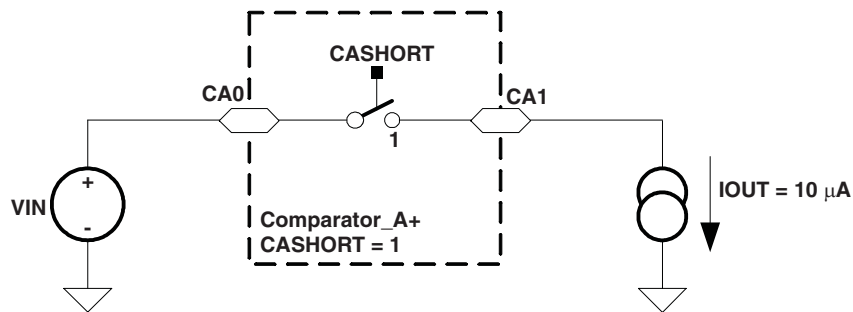 CASHORT
CA0
CA1
1
+
VIN
-
IOUT = 10 μA
Comparator_A+
CASHORT = 1